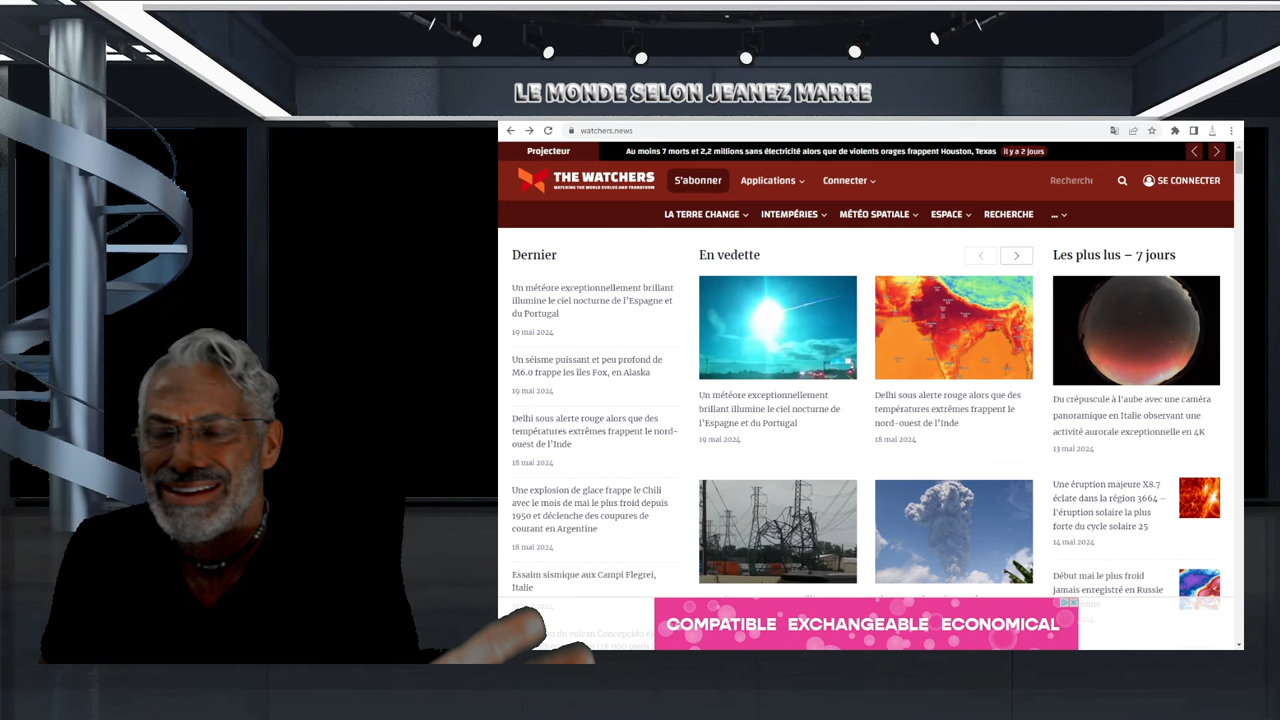 LE MONDE SELON JEANEZ MARRE
watchers.news
Projecteur
Au moins 7 morts et 2,2 millions sans électricité alors que de violents orages frappent Houston, Texas
il y a 2 jours
THE WATCHERS
WATCHING THE WORLD EVOLVE AND TRANSFORM
S'abonner
Applications
Connecter
Recherche
SE CONNECTER
LA TERRE CHANGE
INTEMPÉRIES
MÉTÉO SPATIALE
ESPACE
RECHERCHE
...
Dernier
Un météore exceptionnellement brillant
illumine le ciel nocturne de l'Espagne et
du Portugal
19 mai 2024
Un séisme puissant et peu profond de
M6.0 frappe les îles Fox, en Alaska
19 mai 2024
Delhi sous alerte rouge alors que des
températures extrêmes frappent le nord-
ouest de l'Inde
18 mai 2024
Une explosion de glace frappe le Chili
avec le mois de mai le plus froid depuis
1950 et déclenche des coupures de
courant en Argentine
18 mai 2024
Essaim sismique aux Campi Flegrei,
Italie
En vedette
Un météore exceptionnellement
brillant illumine le ciel nocturne de
l'Espagne et du Portugal
19 mai 2024
Delhi sous alerte rouge alors que des
températures extrêmes frappent le
nord-ouest de l'Inde
18 mai 2024
Les plus lus – 7 jours
Du crépuscule à l'aube avec une caméra
panoramique en Italie observant une
activité aurorale exceptionnelle en 4K
13 mai 2024
Une éruption majeure X8.7
éclate dans la région 3664 –
l'éruption solaire la plus
forte du cycle solaire 25
14 mai 2024
Début mai le plus froid
jamais enregistré en Russie
COMPATIBLE EXCHANGEABLE ECONOMICAL